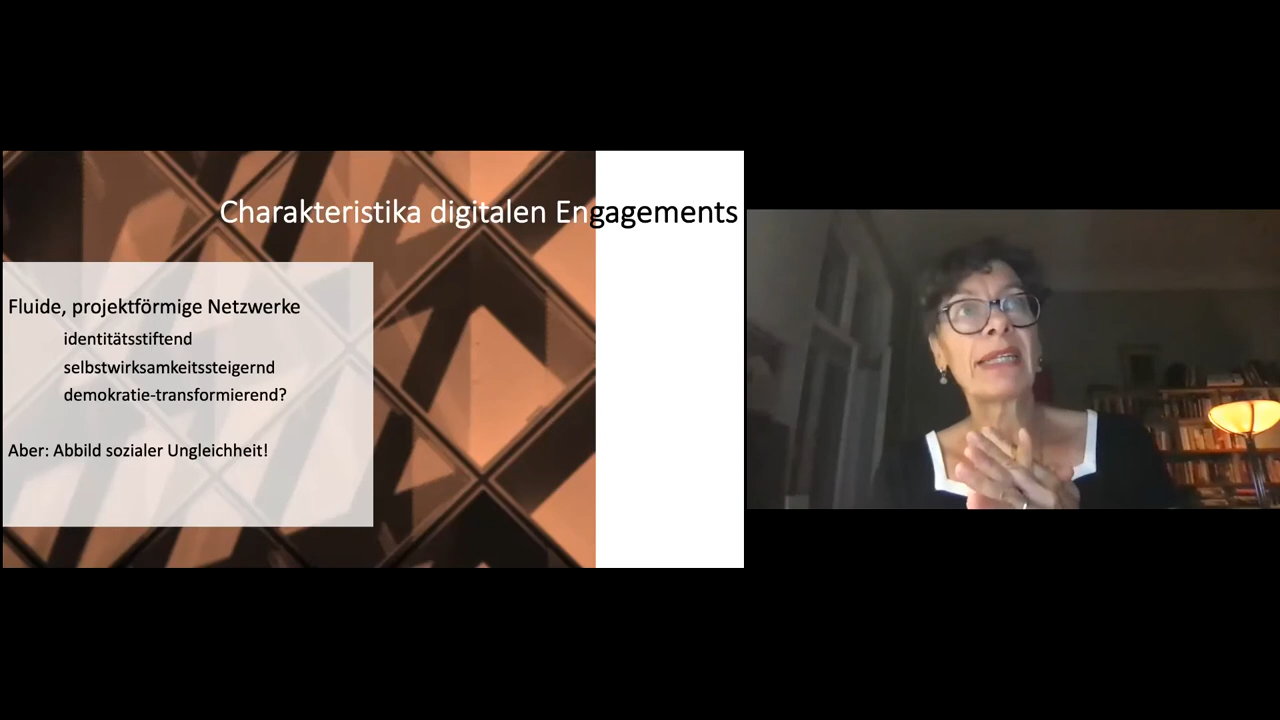 Charakteristika digitalen Engagements
Fluide, projektförmige Netzwerke
identitätsstiftend
selbstwirksamkeitssteigernd
demokratie-transformierend?
Aber: Abbild sozialer Ungleichheit!